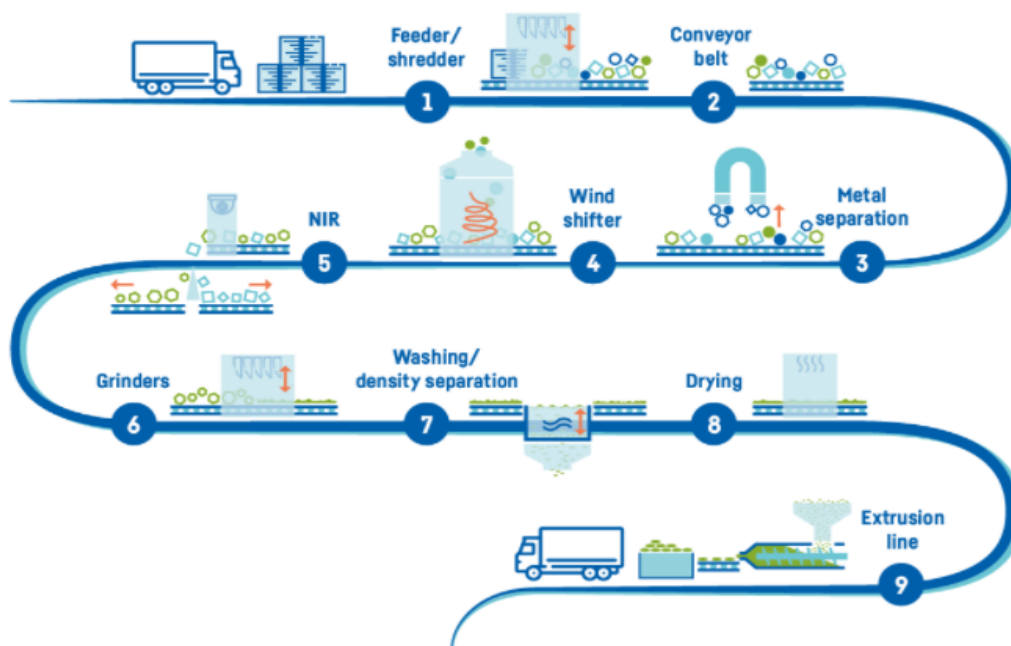 Feeder/
shredder
1
Conveyor
belt
2
Metal
separation
3
Wind
shifter
4
NIR
5
Grinders
6
Washing/
density separation
7
Drying
8
Extrusion
line
9